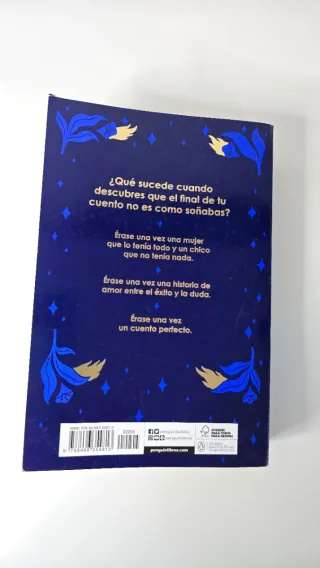 ¿Qué sucede cuando
descubres que el final de tu
cuento no es como soñabas?
Érase una vez una mujer
que lo tenía todo y un chico
que no tenía nada.
Érase una vez una historia de
amor entre el éxito y la duda.
Érase una vez
un cuento perfecto.
penguinlibros.com
FSC